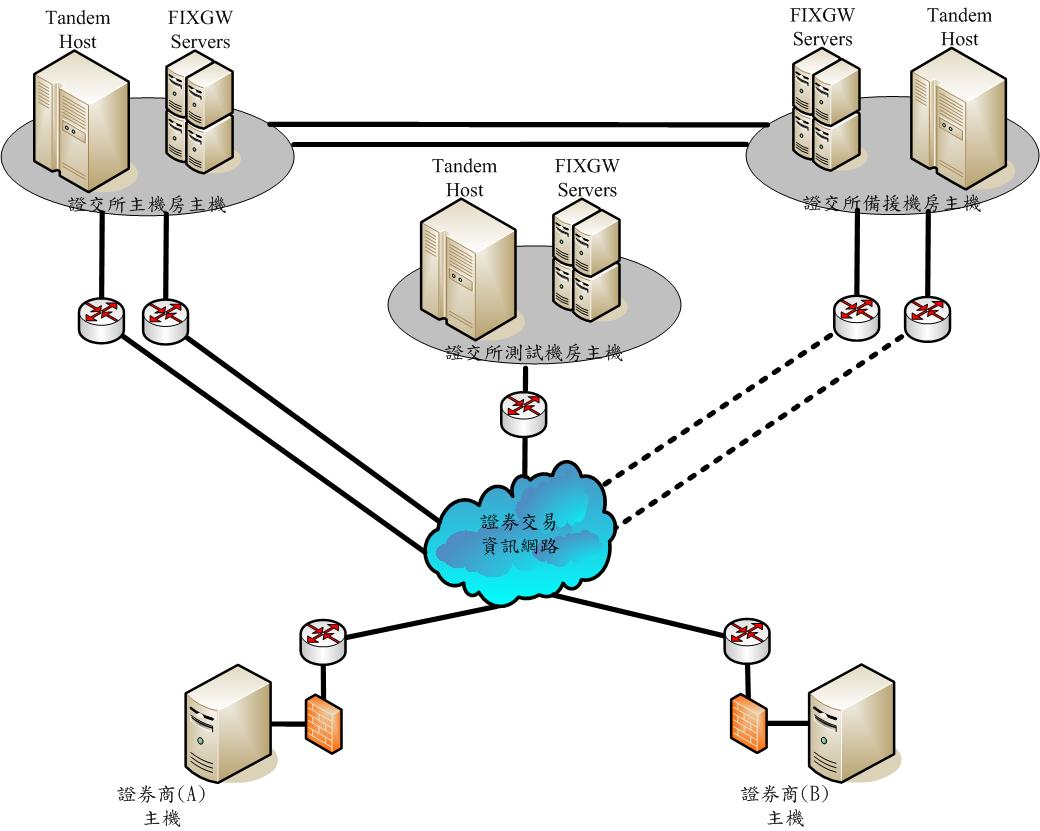 Tandem
Host
FIXGW
Servers
FIXGW
Servers
Tandem
Host
證交所主機房主機
Tandem
Host
FIXGW
Servers
證交所備援機房主機
證交所測試機房主機
證券交易
資訊網路
證券商(A)
主機
證券商(B)
主機